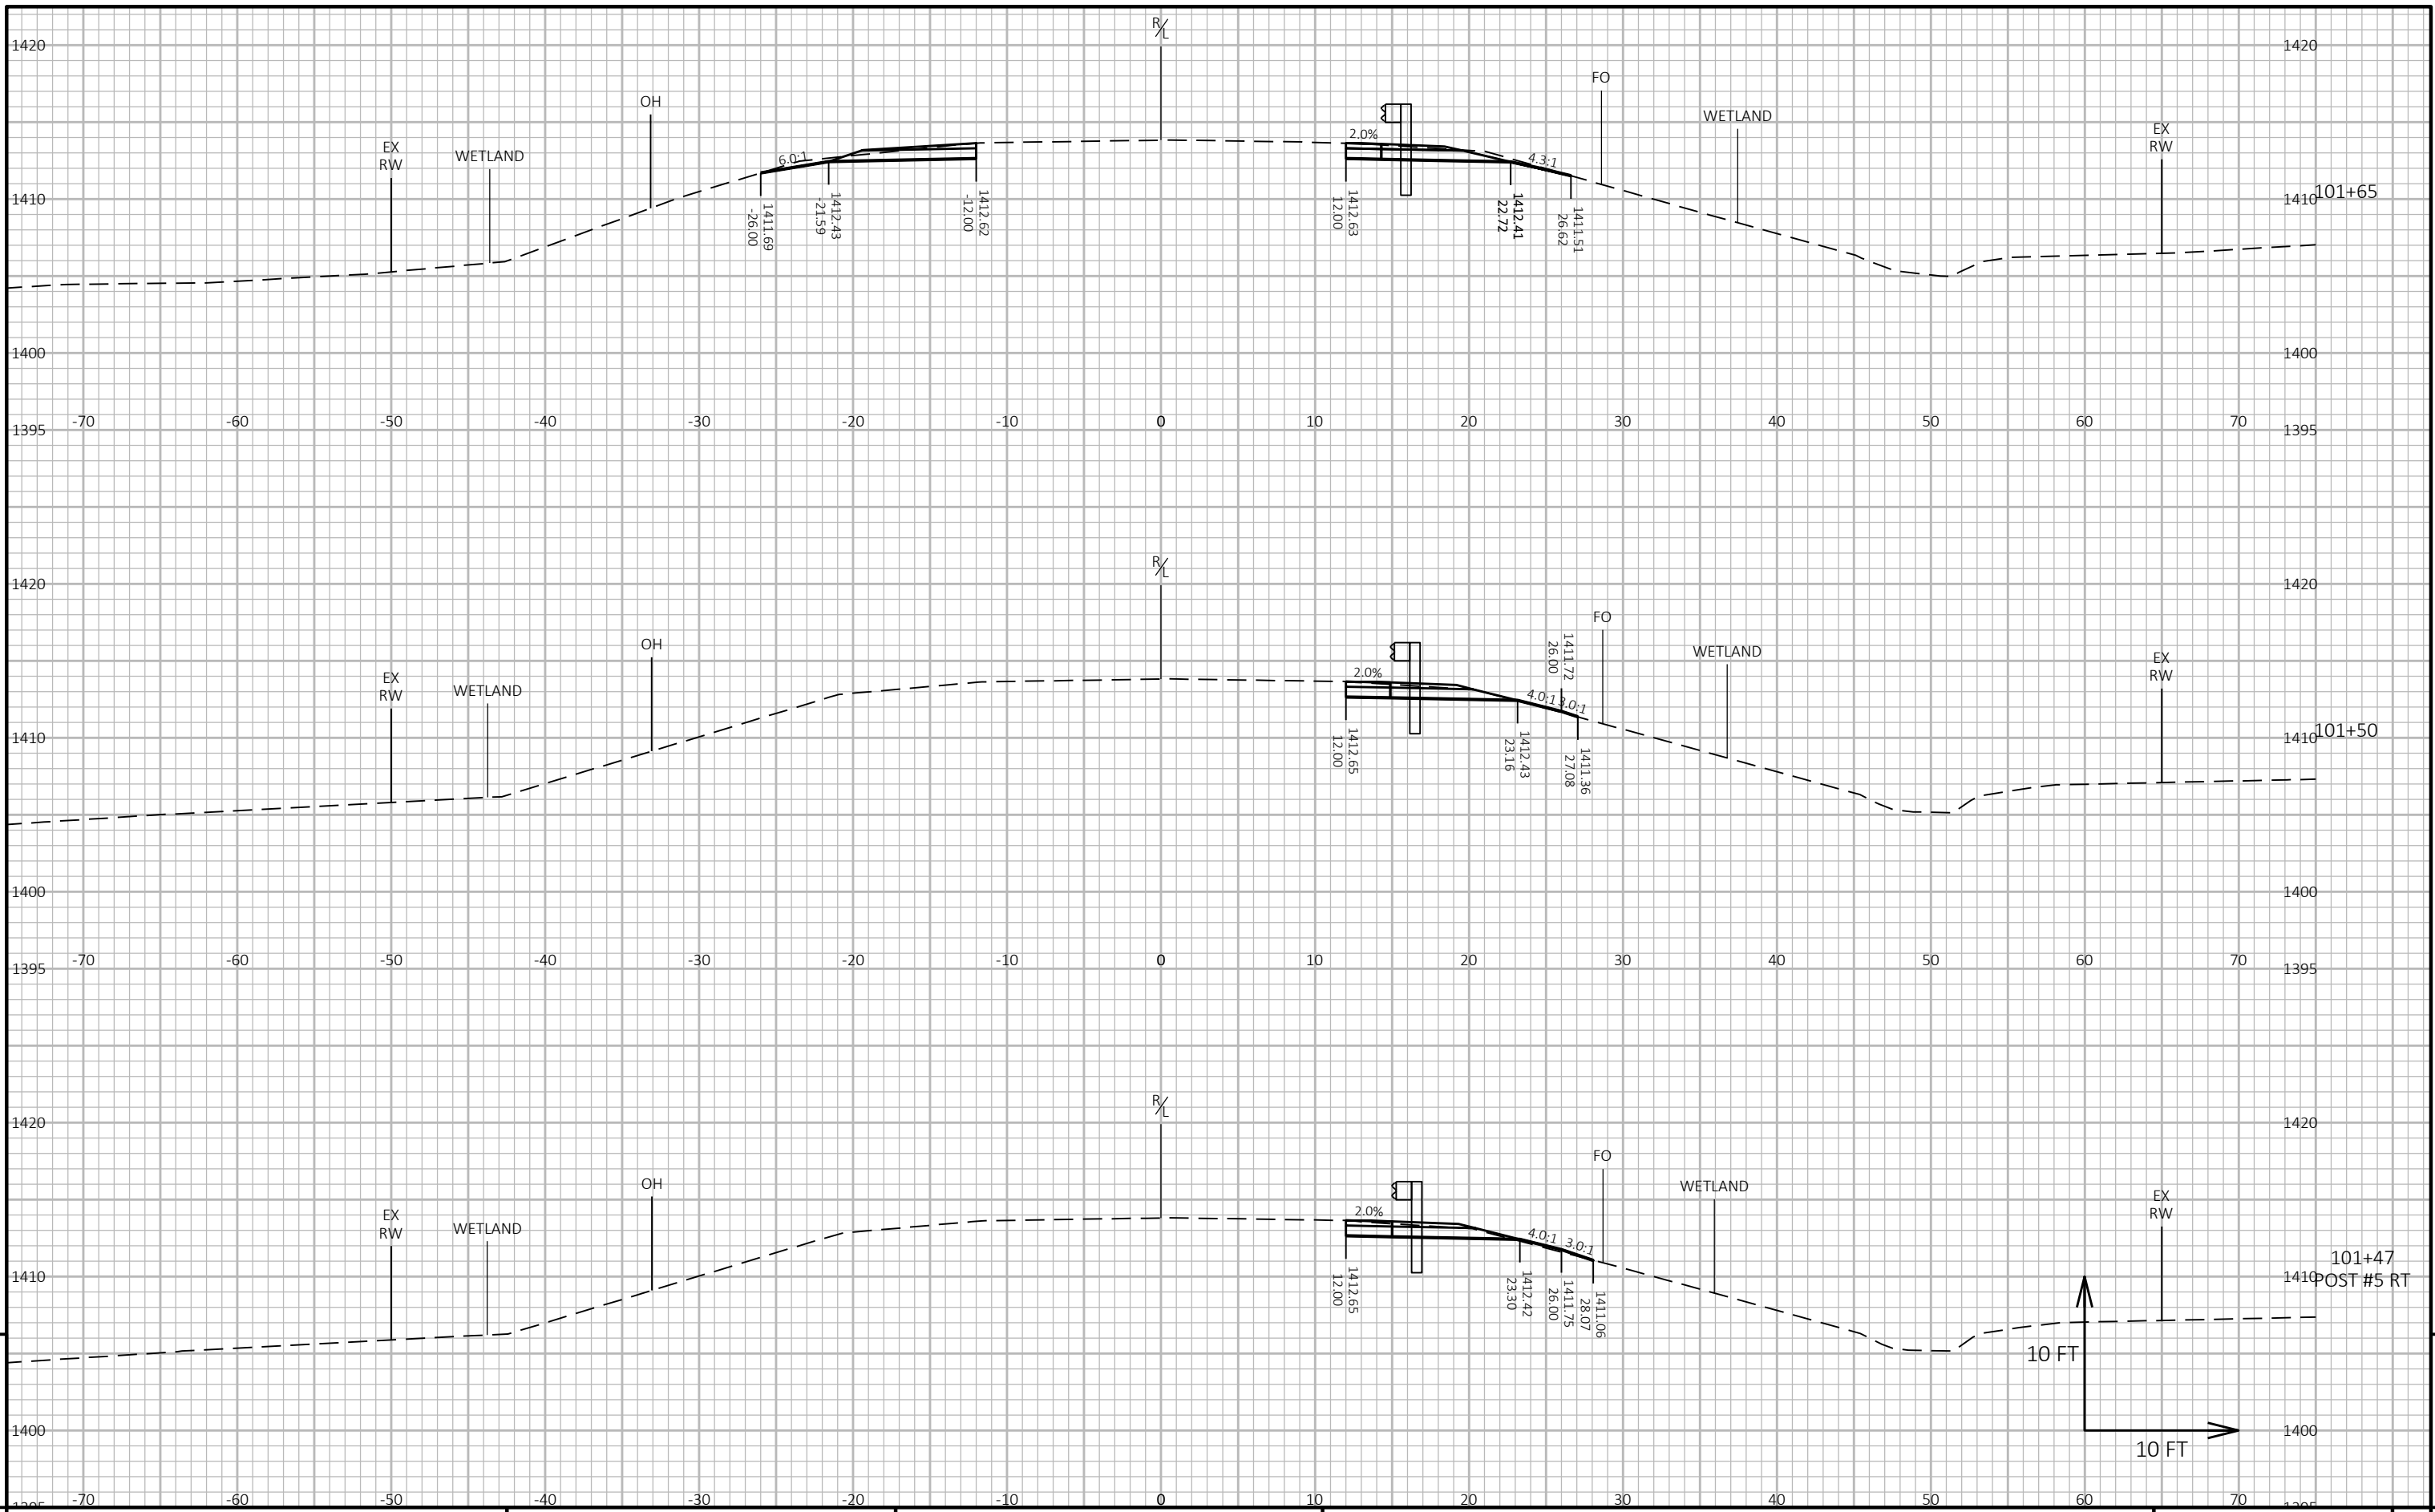 R/L
1420
1420
FO
OH
WETLAND
EX
RW
WETLAND
EX
RW
6.0:1
2.0%
4.3:1
1410
1410
101+65
1411.69
-26.00
1412.43
-21.59
1412.62
-12.00
1412.63
12.00
1412.41
22.72
1411.51
26.62
1400
1400
-70 -60 -50 -40 -30 -20 -10 0 10 20 30 40 50 60 70
1395
1395
R/L
1420
1420
FO
OH
WETLAND
EX
RW
WETLAND
EX
RW
1411.72
26.00
2.0%
4.0:1
3.0:1
1410
1410
101+50
1412.65
12.00
1412.43
23.16
1411.36
27.08
1400
1400
-70 -60 -50 -40 -30 -20 -10 0 10 20 30 40 50 60 70
1395
1395
R/L
1420
1420
FO
OH
WETLAND
EX
RW
WETLAND
EX
RW
2.0%
4.0:1
3.0:1
101+47
POST #5 RT
1410
1410
1412.65
12.00
1412.42
23.30
1411.75
26.00
1411.06
28.07
10 FT
1400
1400
10 FT
-70 -60 -50 -40 -30 -20 -10 0 10 20 30 40 50 60 70
1395
1395